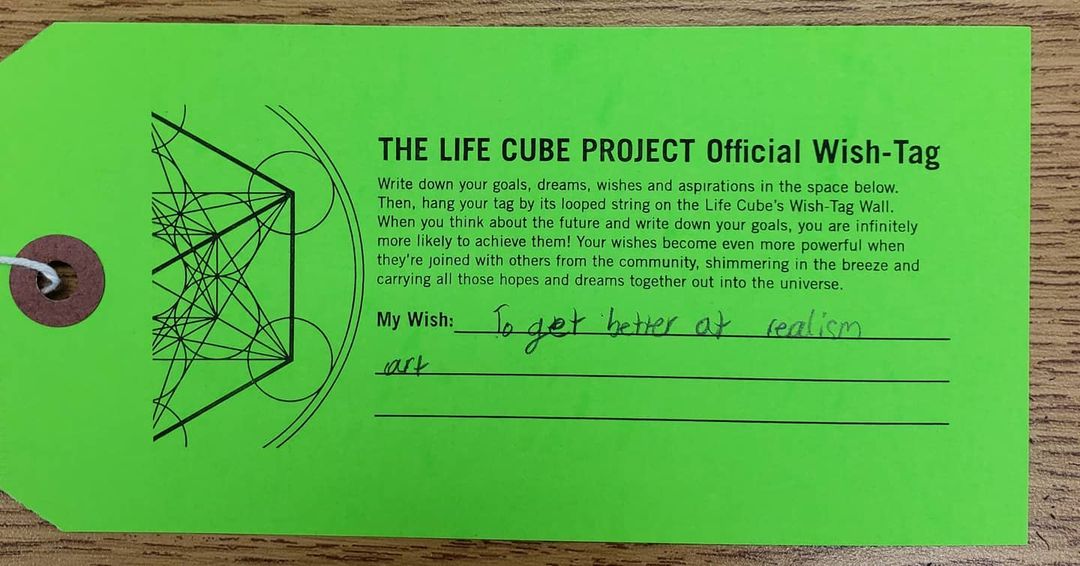 THE LIFE CUBE PROJECT Official Wish-Tag
Write down your goals, dreams, wishes and aspirations in the space below.
Then, hang your tag by its looped string on the Life Cube's Wish-Tag Wall.
When you think about the future and write down your goals, you are infinitely
more likely to achieve them! Your wishes become even more powerful when
they're joined with others from the community, shimmering in the breeze and
carrying all those hopes and dreams together out into the universe.
My Wish: To get better at realism
art